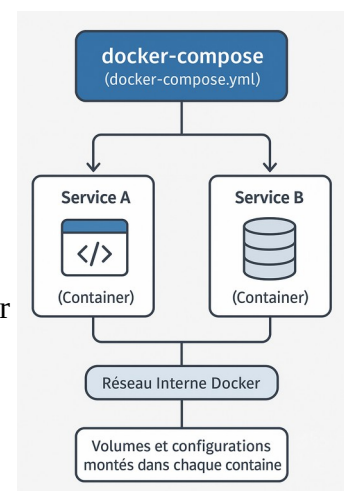 docker-compose
(docker-compose.yml)
Service A
Service B
</>
(Container)
(Container)
r
Réseau Interne Docker
Volumes et configurations
montés dans chaque containe